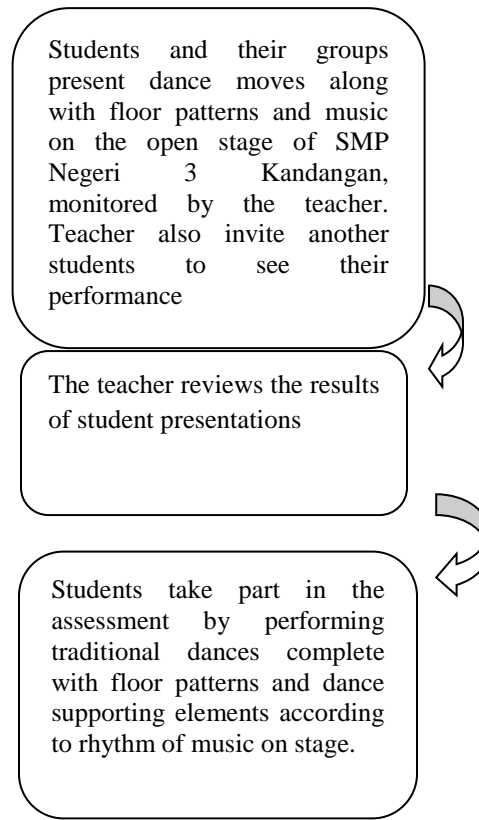 Students and their groups
present dance moves along
with floor patterns and music
on the open stage of SMP
Negeri 3 Kandangan,
monitored by the teacher.
Teacher also invite another
students to see their
performance
The teacher reviews the results
of student presentations
Students take part in the
assessment by performing
traditional dances complete
with floor patterns and dance
supporting elements according
to rhythm of music on stage.